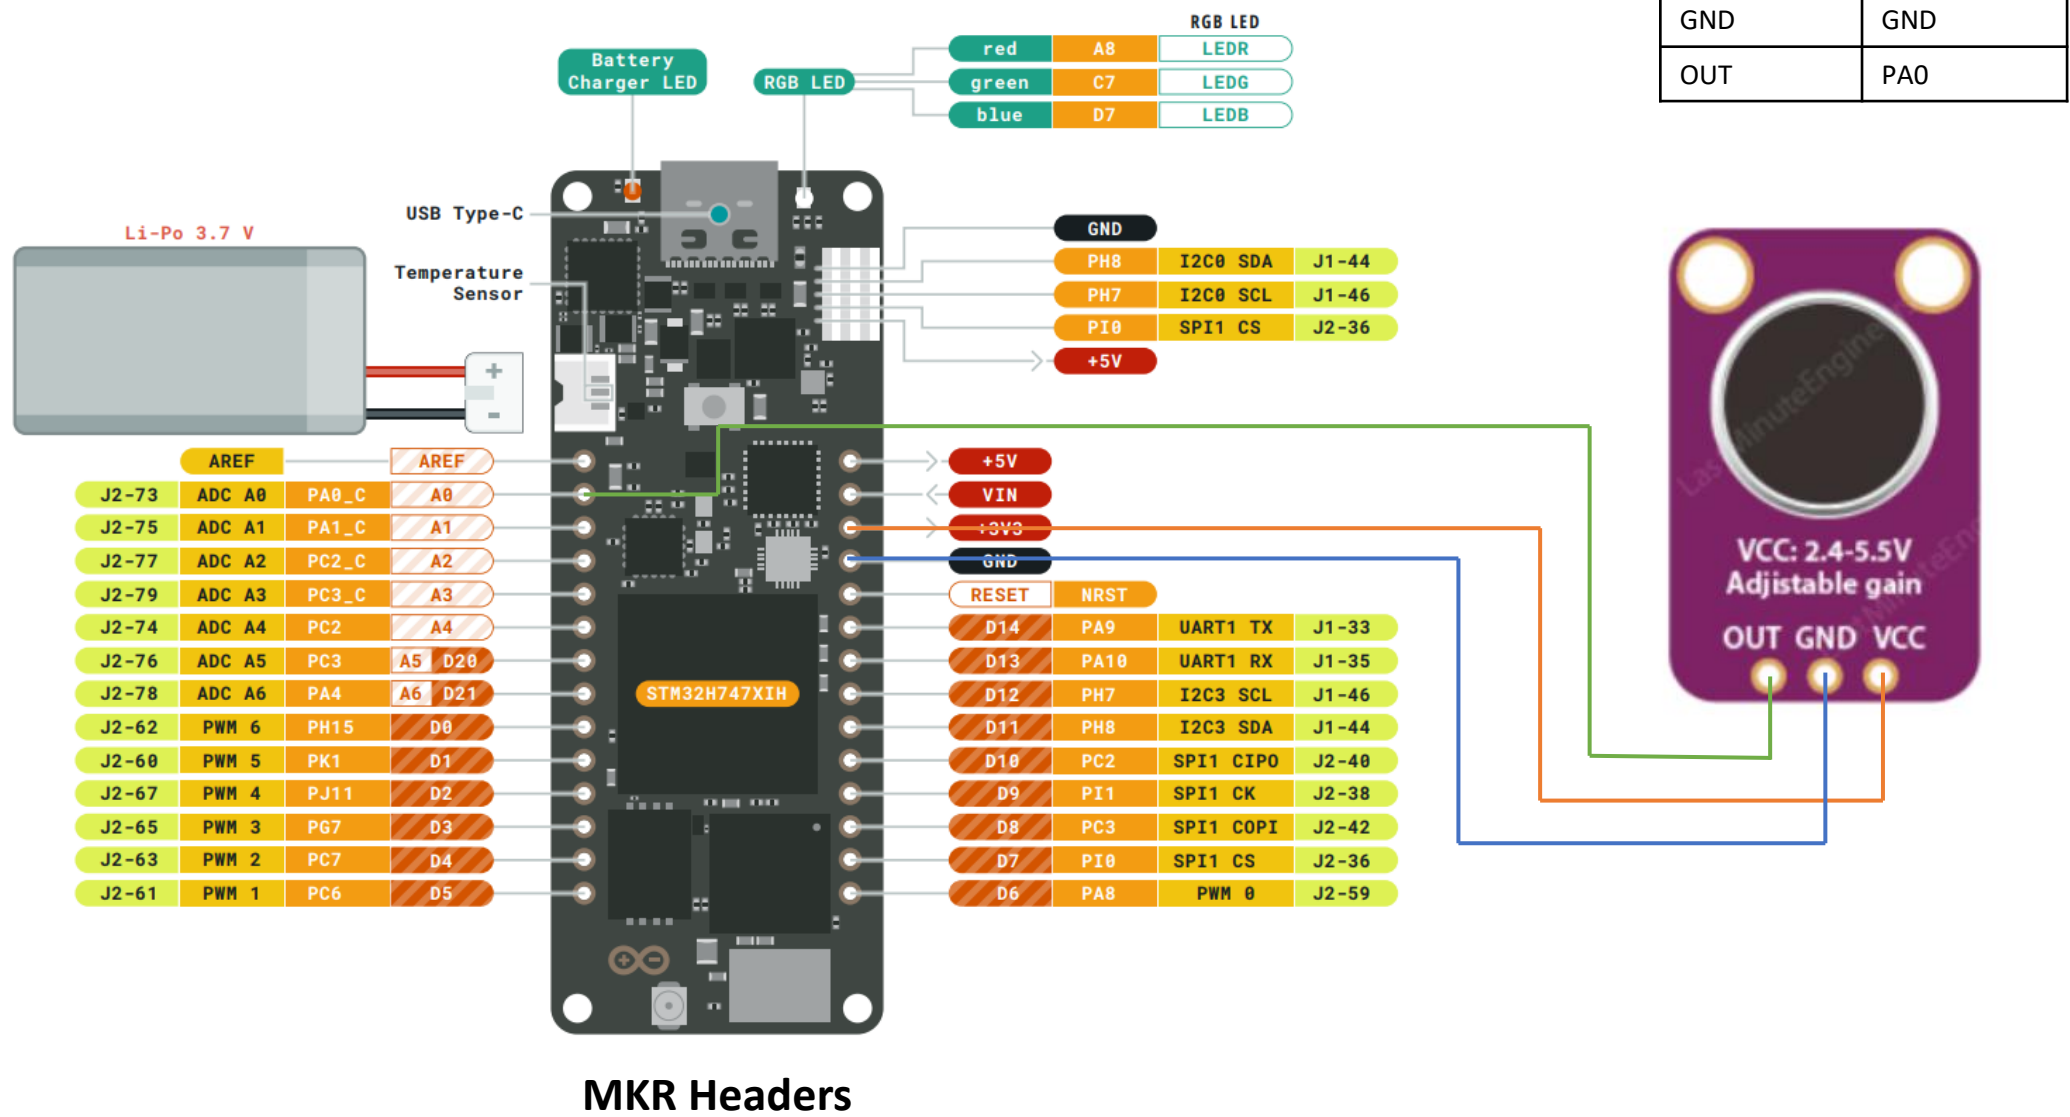 RGB LED
GND GND
OUT PA0
Battery
Charger LED
RGB LED
red A8 LEDR
green C7 LEDG
blue D7 LEDB
USB Type-C
Li-Po 3.7 V
Temperature
Sensor
+
-
GND
PH8 I2C0 SDA J1-44
PH7 I2C0 SCL J1-46
PI0 SPI1 CS J2-36
+5V
AREF AREF
J2-73 ADC A0 PA0_C A0
J2-75 ADC A1 PA1_C A1
J2-77 ADC A2 PC2_C A2
J2-79 ADC A3 PC3_C A3
J2-74 ADC A4 PC2 A4
J2-76 ADC A5 PC3 A5 D20
J2-78 ADC A6 PA4 A6 D21
J2-62 PWM 6 PH15 D0
J2-60 PWM 5 PK1 D1
J2-67 PWM 4 PJ11 D2
J2-65 PWM 3 PG7 D3
J2-63 PWM 2 PC7 D4
J2-61 PWM 1 PC6 D5
STM32H747XIH
+5V
VIN
+3V3
GND
RESET NRST
D14 PA9 UART1 TX J1-33
D13 PA10 UART1 RX J1-35
D12 PH7 I2C3 SCL J1-46
D11 PH8 I2C3 SDA J1-44
D10 PC2 SPI1 CIPO J2-40
D9 PI1 SPI1 CK J2-38
D8 PC3 SPI1 COPI J2-42
D7 PI0 SPI1 CS J2-36
D6 PA8 PWM 0 J2-59
VCC: 2.4-5.5V
Adjistable gain
OUT GND VCC
MKR Headers